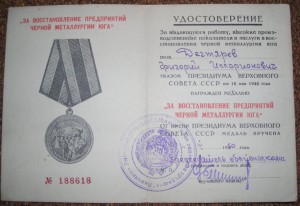 "ЗА ВОССТАНОВЛЕНИЕ ПРЕДПРИЯТИЙ
ЧЕРНОЙ МЕТАЛЛУРГИИ ЮГА"
№ 188618
УДОСТОВЕРЕНИЕ
За выдающуюся работу, высокие производственные
показатели и заслуги в восстановлении
черной металлургии юга
Дегтярев
Григорий
УКАЗОМ ПРЕЗИДИУМА ВЕРХОВНОГО
СОВЕТА СССР от 18 мая 1948 года
НАГРАЖДЕН МЕДАЛЬЮ
"ЗА ВОССТАНОВЛЕНИЕ ПРЕДПРИЯТИЙ
ЧЕРНОЙ МЕТАЛЛУРГИИ ЮГА"
От имени ПРЕЗИДИУМА ВЕРХОВНОГО
СОВЕТА СССР МЕДАЛЬ ВРУЧЕНА